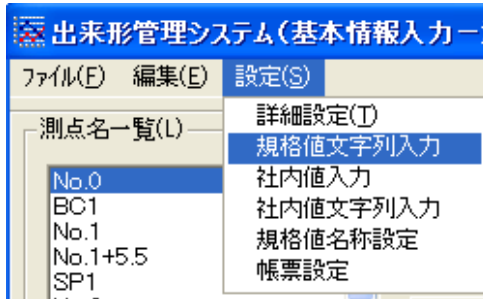 出来形管理システム(基本情報入力ー
ファイル(F) 編集(E) 設定(S)
測点名一覧(L)
詳細設定(T)
規格値文字列入力
社内値入力
社内値文字列入力
規格値名称設定
帳票設定
No.0
BC1
No.1
No.1+5.5
SP1